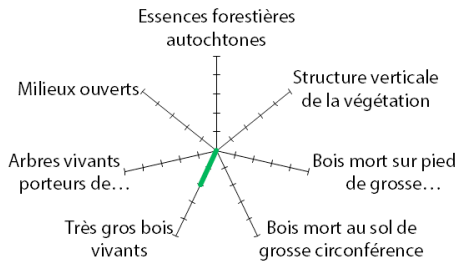 Essences forestières
autochtones
Structure verticale
de la végétation
Bois mort sur pied
de grosse…
Bois mort au sol de
grosse circonférence
Très gros bois
vivants
Arbres vivants
porteurs de…
Milieux ouverts